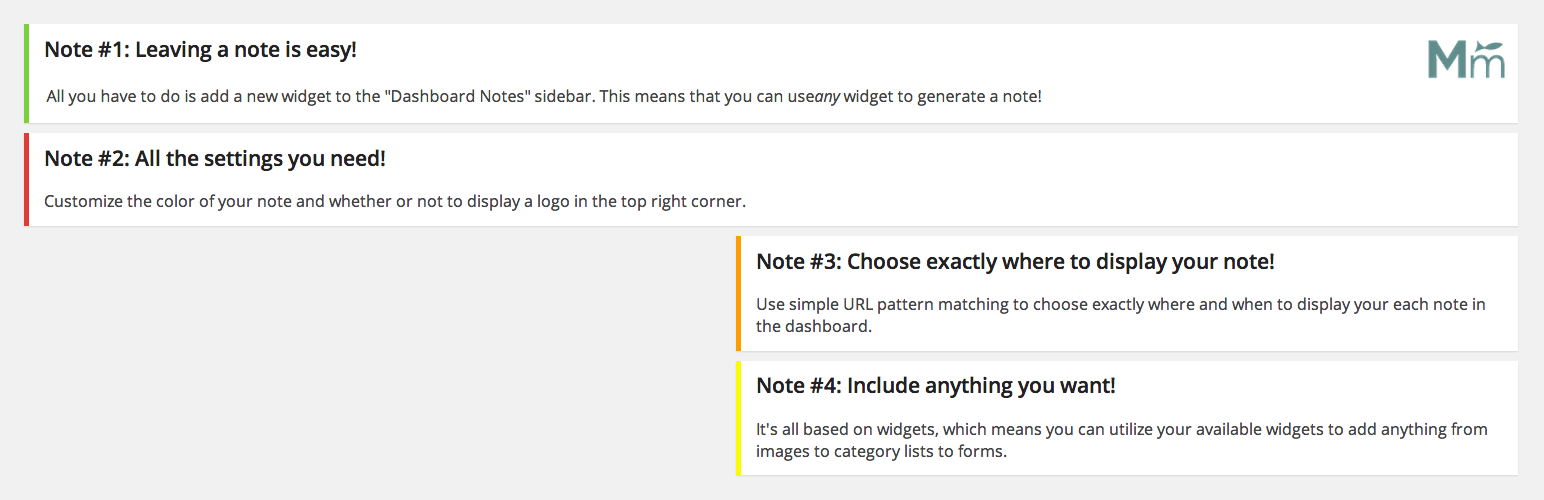 Note #1: Leaving a note is easy!
Mm
All you have to do is add a new widget to the "Dashboard Notes" sidebar. This means that you can useany widget to generate a note!
Note #2: All the settings you need!
Customize the color of your note and whether or not to display a logo in the top right corner.
Note #3: Choose exactly where to display your note!
Use simple URL pattern matching to choose exactly where and when to display your each note in
the dashboard.
Note #4: Include anything you want!
It's all based on widgets, which means you can utilize your available widgets to add anything from
images to category lists to forms.